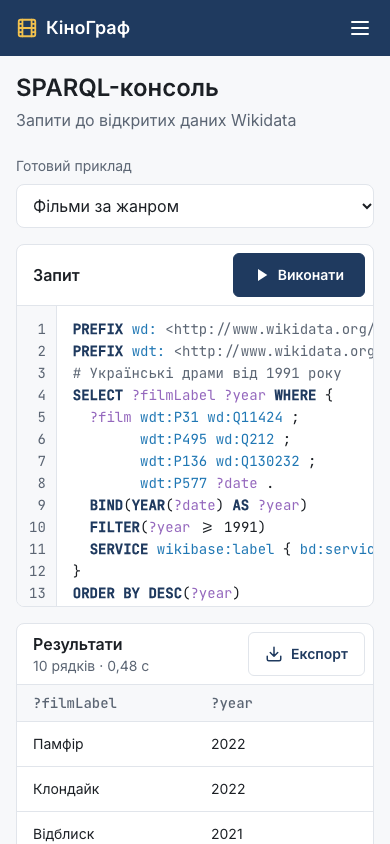 КіноГраф
SPARQL-консоль
Запити до відкритих даних Wikidata
Готовий приклад
Фільми за жанром
Запит
Виконати
1 PREFIX wd: <http://www.wikidata.org/
2 PREFIX wdt: <http://www.wikidata.org
3 # Українські драми від 1991 року
4 SELECT ?filmLabel ?year WHERE {
5 ?film wdt:P31 wd:Q11424 ;
6 wdt:P495 wd:Q212 ;
7 wdt:P136 wd:Q130232 ;
8 wdt:P577 ?date .
9 BIND(YEAR(?date) AS ?year)
10 FILTER(?year >= 1991)
11 SERVICE wikibase:label { bd:servic
12 }
13 ORDER BY DESC(?year)
Результати
10 рядків · 0,48 с
Експорт
?filmLabel ?year
Памфір 2022
Клондайк 2022
Відблиск 2021